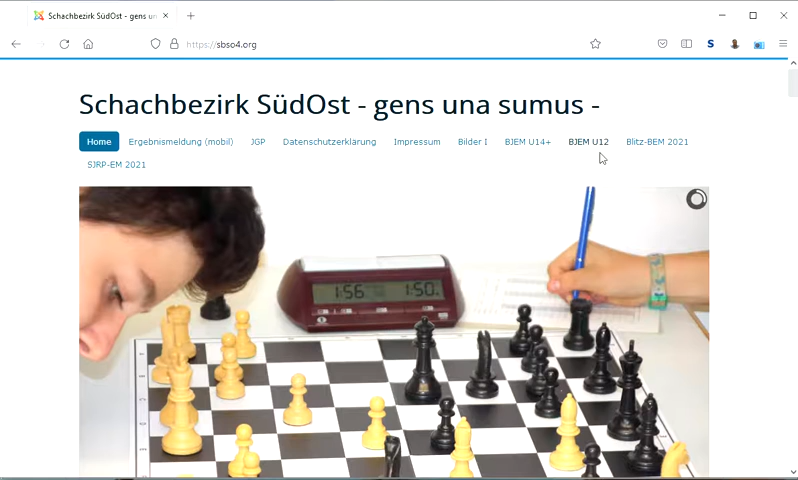 Schachbezirk SüdOst - gens un
https://sbso4.org
S
Schachbezirk SüdOst - gens una sumus -
Home Ergebnismeldung (mobil) JGP Datenschutzerklärung Impressum Bilder I BJEM U14+ BJEM U12 Blitz-BEM 2021
SJRP-EM 2021
1:56 1:50